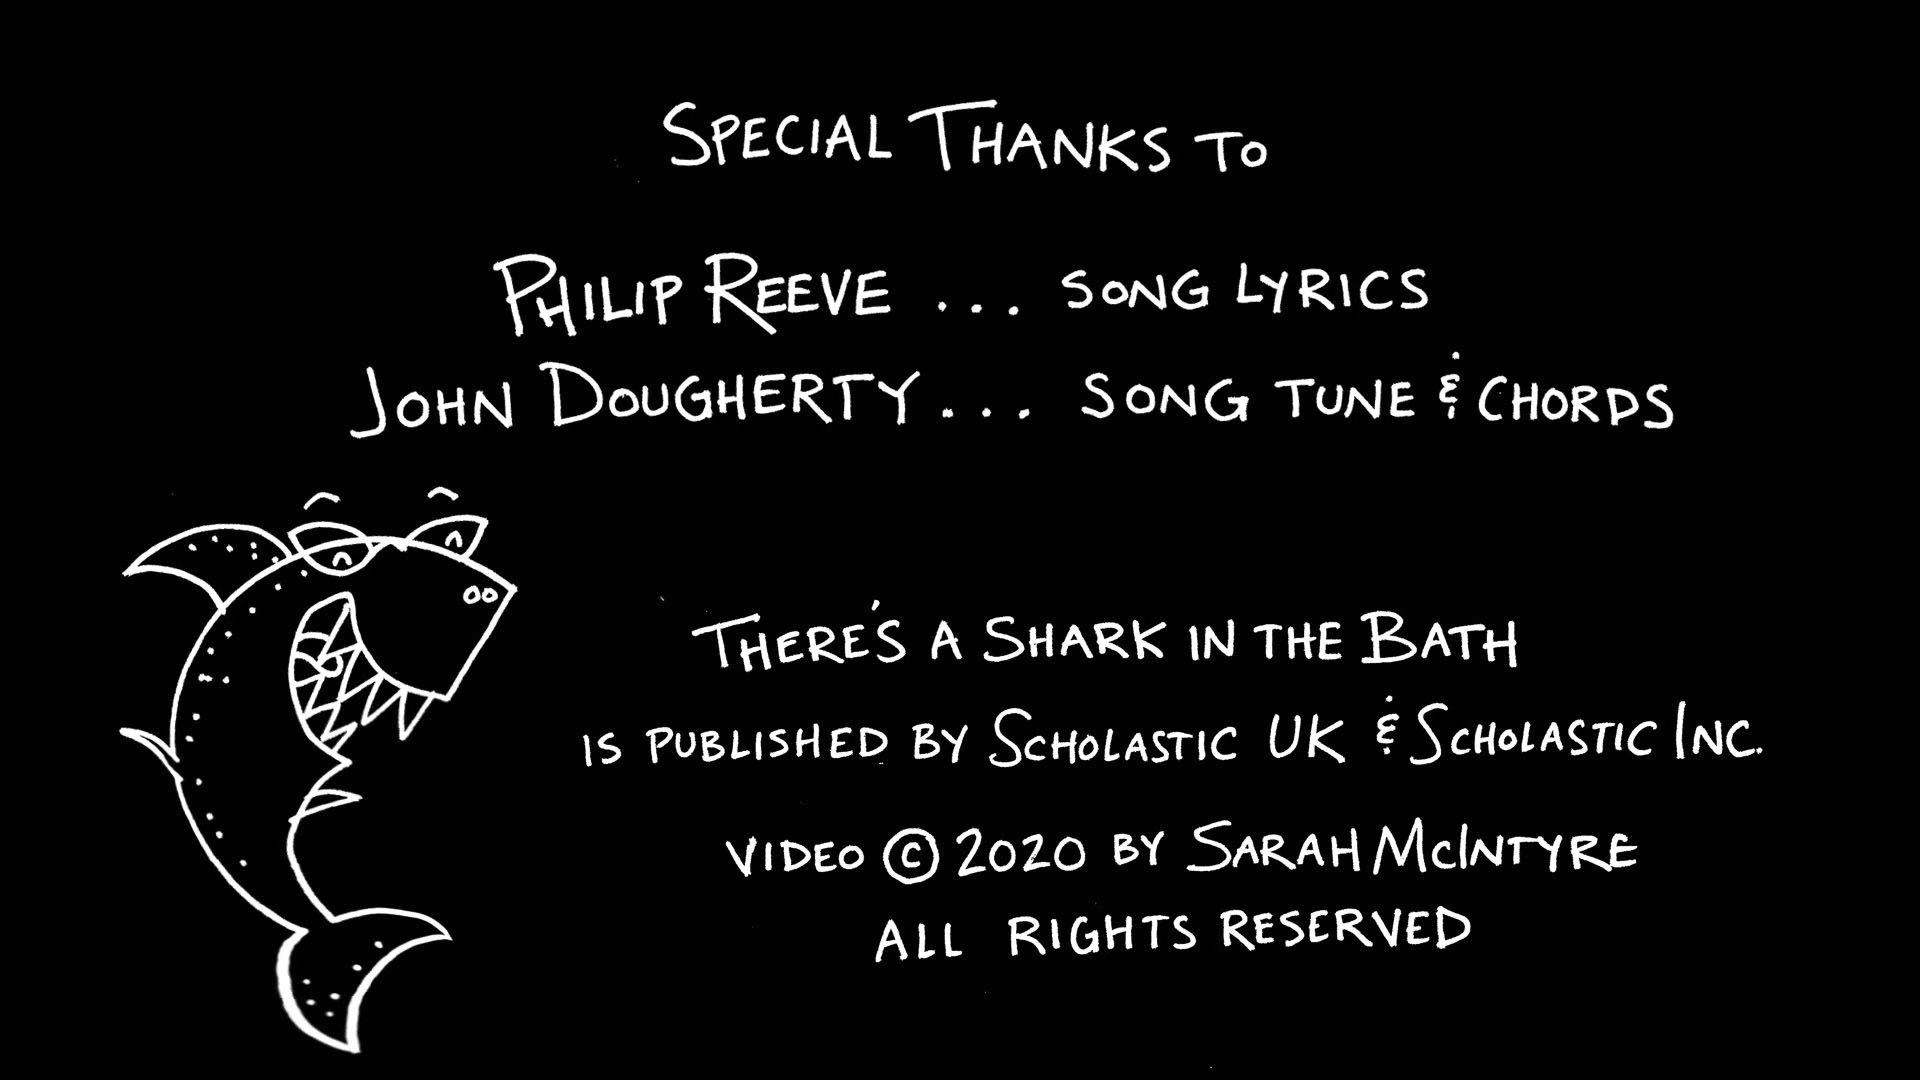 SPECIAL THANKS TO
PHILIP REEVE ... SONG LYRICS
JOHN DOUGHERTY ... SONG TUNE & CHORDS
THERE'S A SHARK IN THE BATH
IS PUBLISHED BY SCHOLASTIC UK & SCHOLASTIC INC.
VIDEO © 2020 BY SARAH MCINTYRE
ALL RIGHTS RESERVED